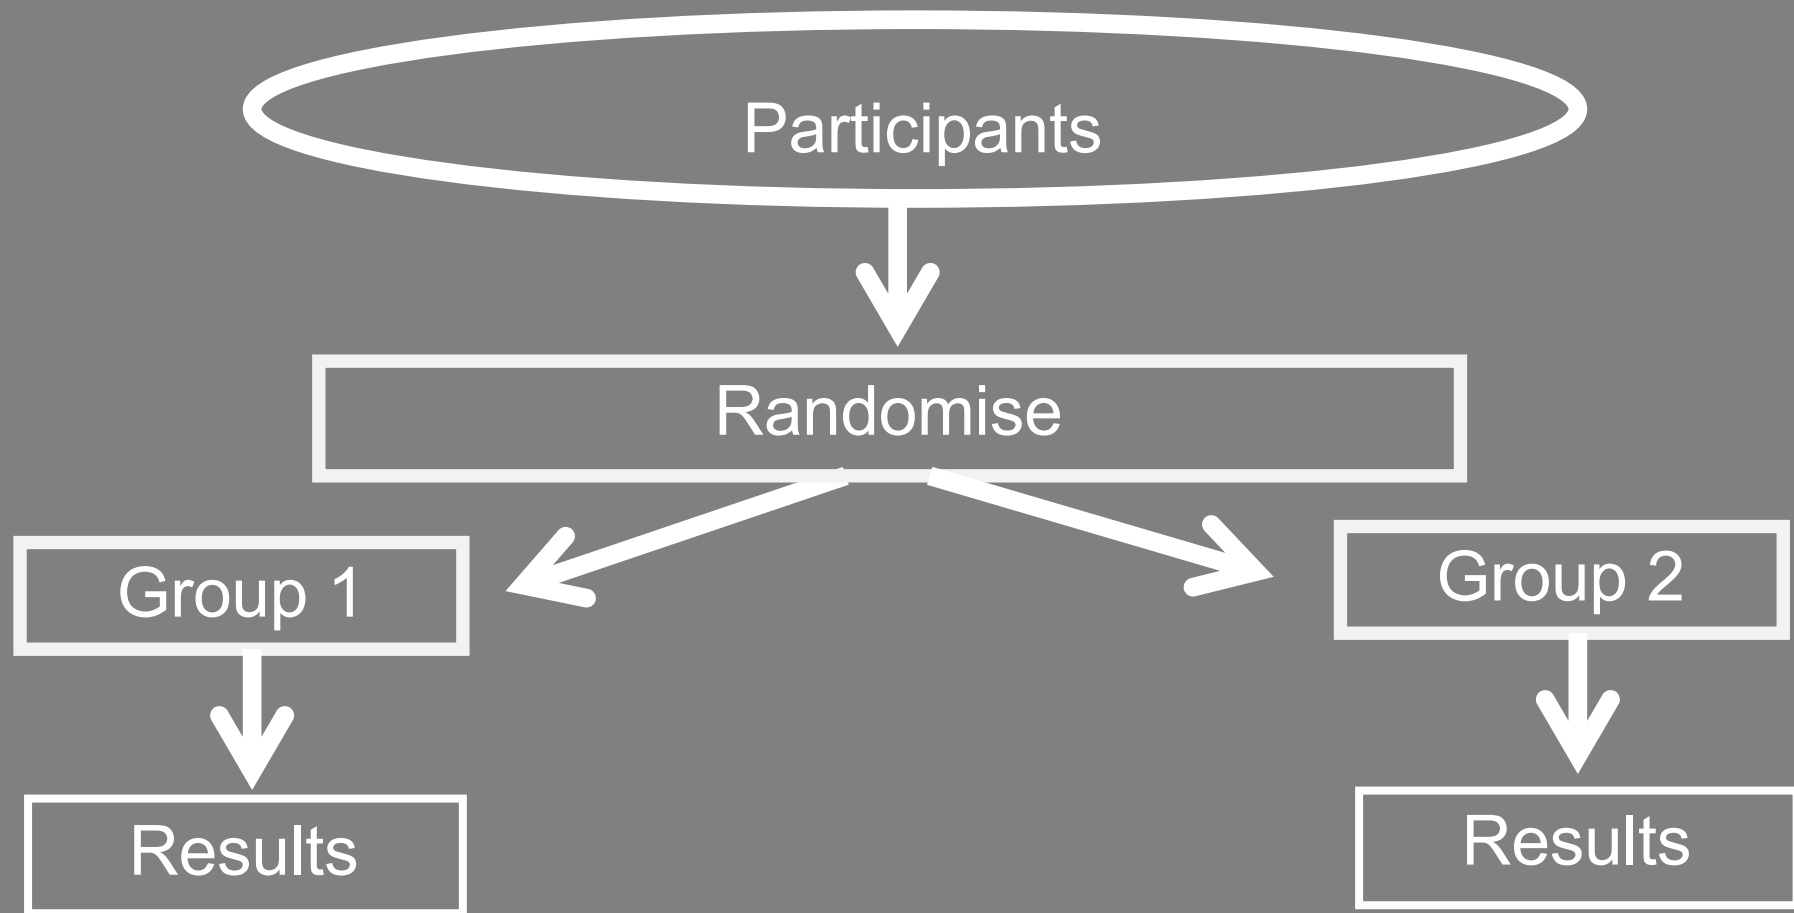 Participants
Randomise
Group 1
Group 2
Results
Results